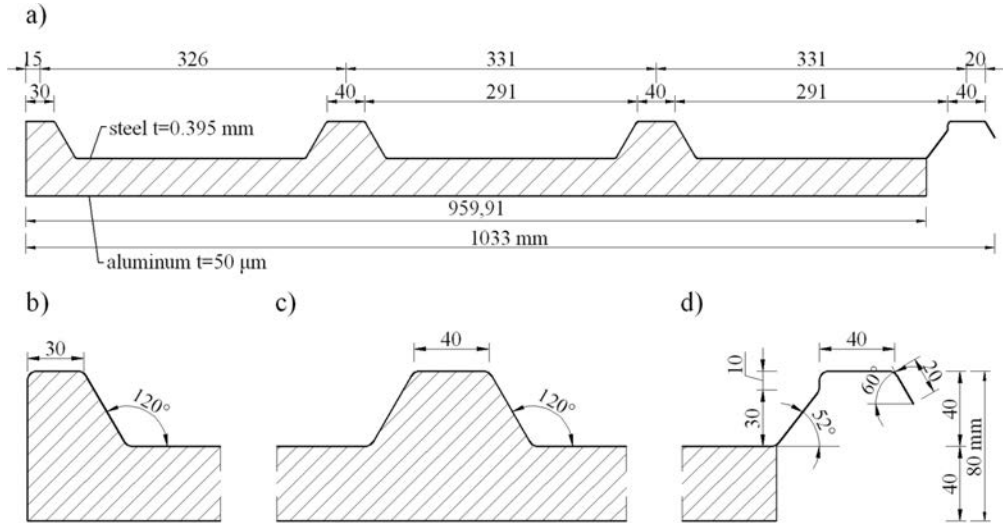 a)
15 326 331 331 20
30 40 291 40 291 40
steel t=0.395 mm
959,91
1033 mm
aluminum t=50 μm
b) c) d)
30 40 40
10 20
120° 120° 60°
30 52° 40 80 mm
40